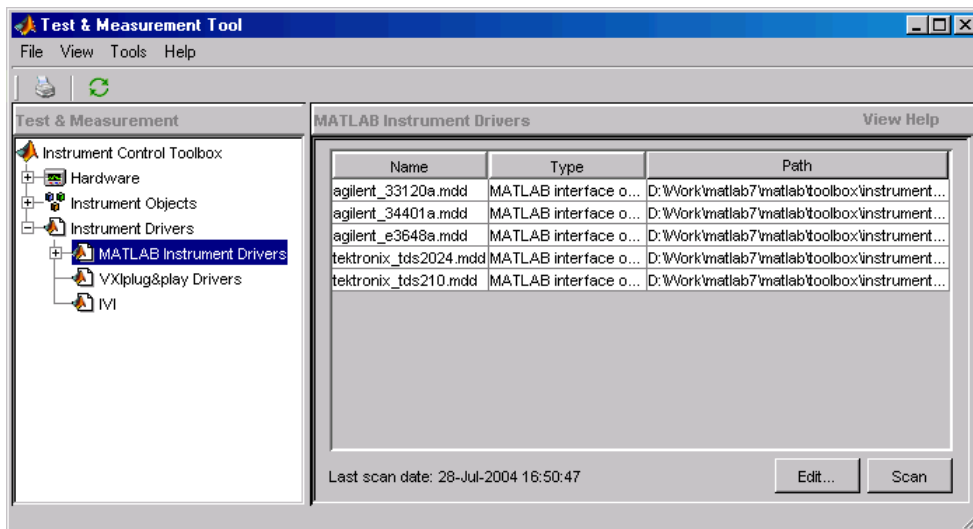 Test & Measurement Tool
File View Tools Help
Test & Measurement
Instrument Control Toolbox
Hardware
Instrument Objects
Instrument Drivers
MATLAB Instrument Drivers
VXIplug&play Drivers
IVI
MATLAB Instrument Drivers View Help
Name Type Path
agilent_33120a.mdd MATLAB interface o... D:\Work\matlab7\matlab\toolbox\instrument...
agilent_34401a.mdd MATLAB interface o... D:\Work\matlab7\matlab\toolbox\instrument...
agilent_e3648a.mdd MATLAB interface o... D:\Work\matlab7\matlab\toolbox\instrument...
tektronix_tds2024.mdd MATLAB interface o... D:\Work\matlab7\matlab\toolbox\instrument...
tektronix_tds210.mdd MATLAB interface o... D:\Work\matlab7\matlab\toolbox\instrument...
Last scan date: 28-Jul-2004 16:50:47 Edit... Scan